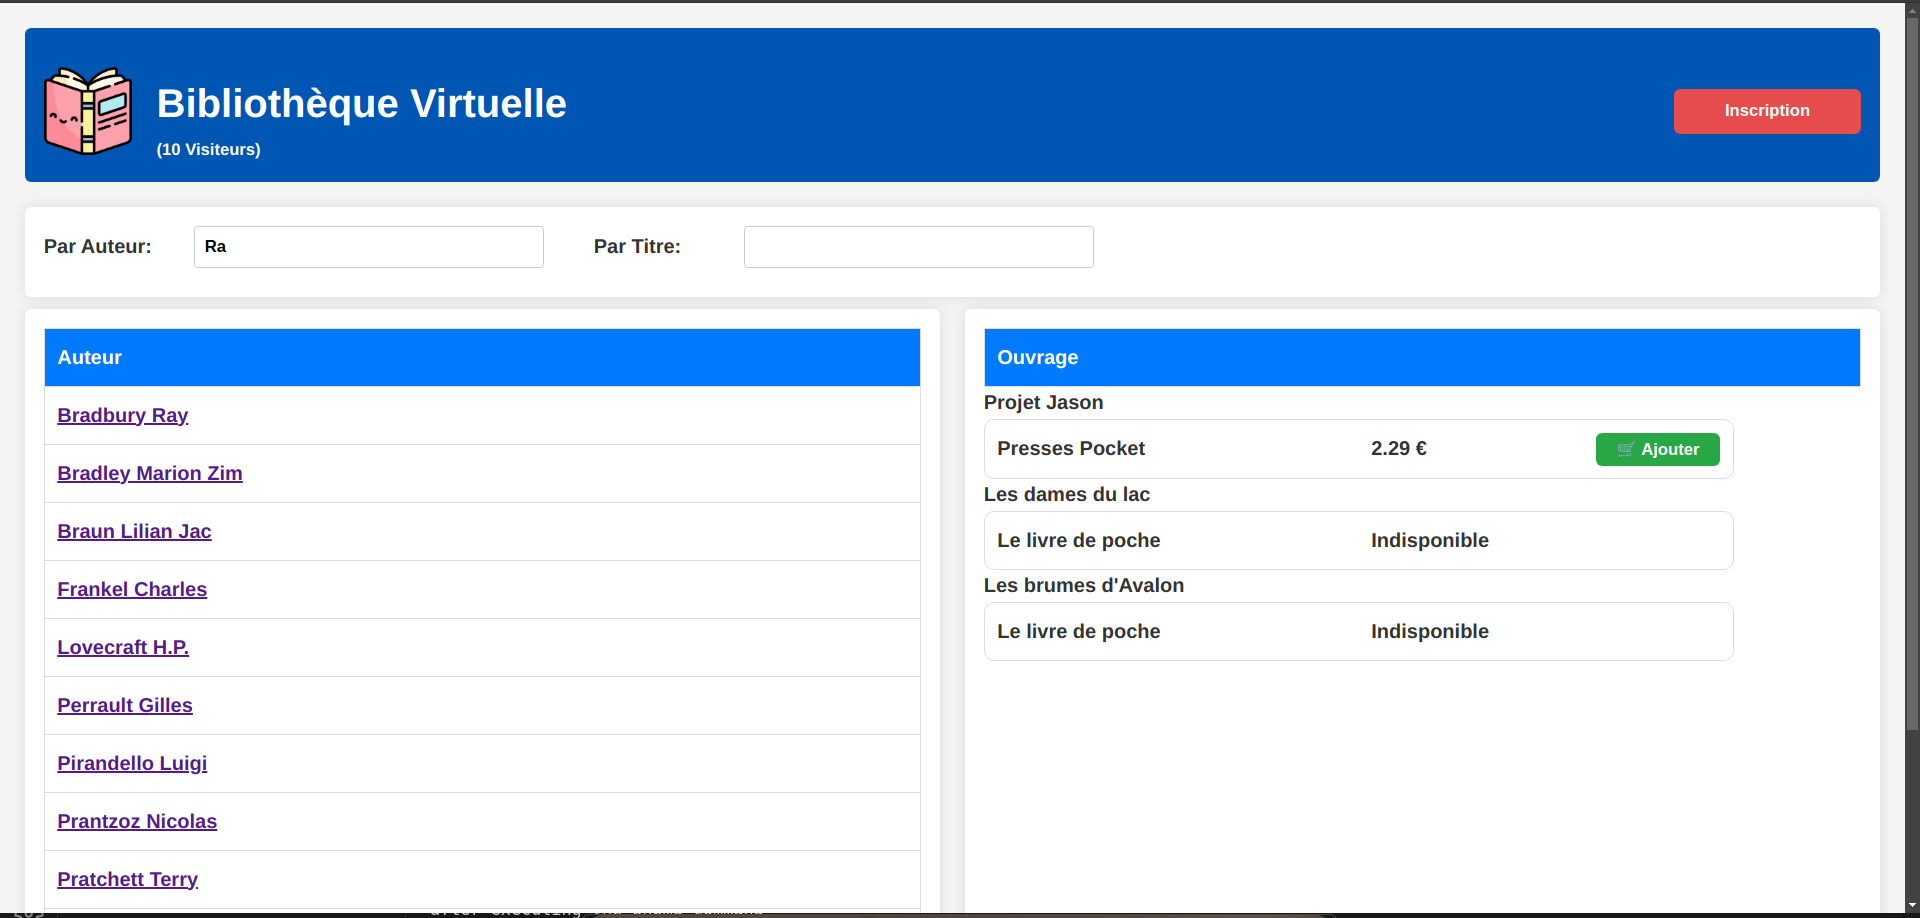 Bibliothèque Virtuelle
(10 Visiteurs)
Inscription
Par Auteur: Ra Par Titre:
Auteur
Bradbury Ray
Bradley Marion Zim
Braun Lilian Jac
Frankel Charles
Lovecraft H.P.
Perrault Gilles
Pirandello Luigi
Prantzoz Nicolas
Pratchett Terry
Ouvrage
Projet Jason
Presses Pocket 2.29 € 🛒 Ajouter
Les dames du lac
Le livre de poche Indisponible
Les brumes d'Avalon
Le livre de poche Indisponible